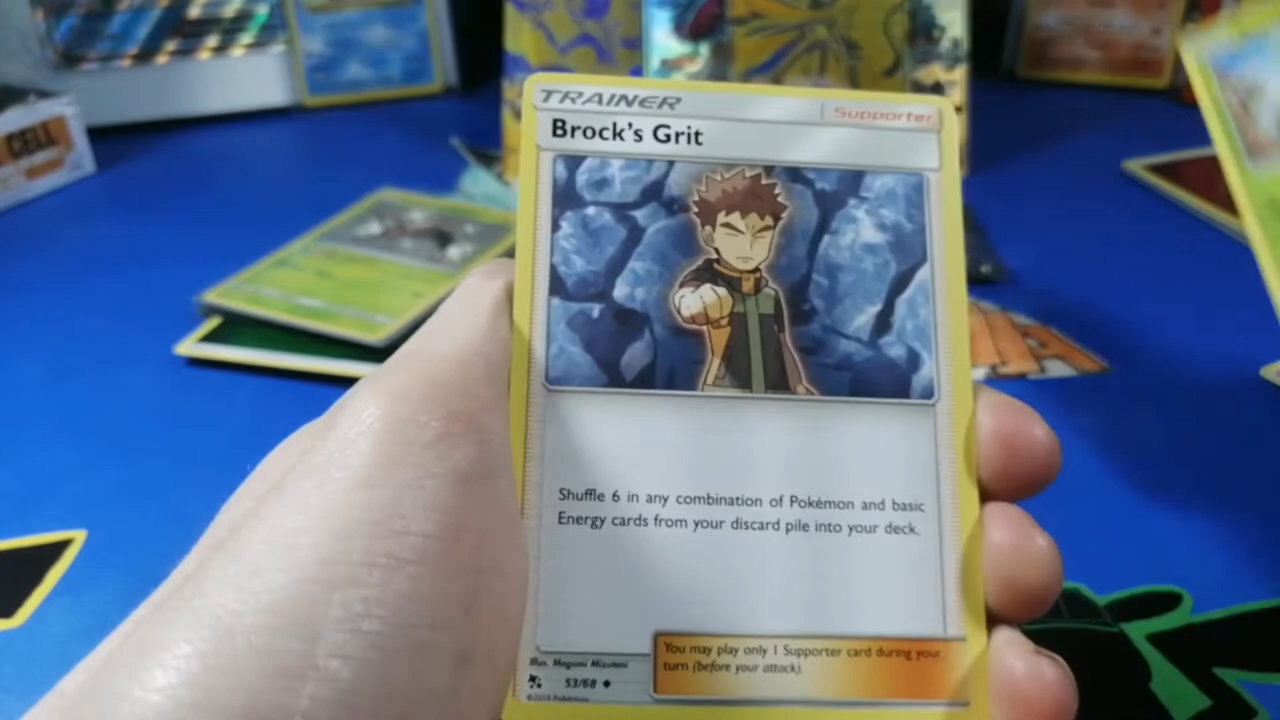 TRAINER
Supporter
Brock's Grit
CELL
Shuffle 6 in any combination of Pokémon and basic
Energy cards from your discard pile into your deck.
You may play only 1 Supporter card during your
turn (before your attack).
Illus. Megumi Mizutani
53/68
©2019 Pokémon